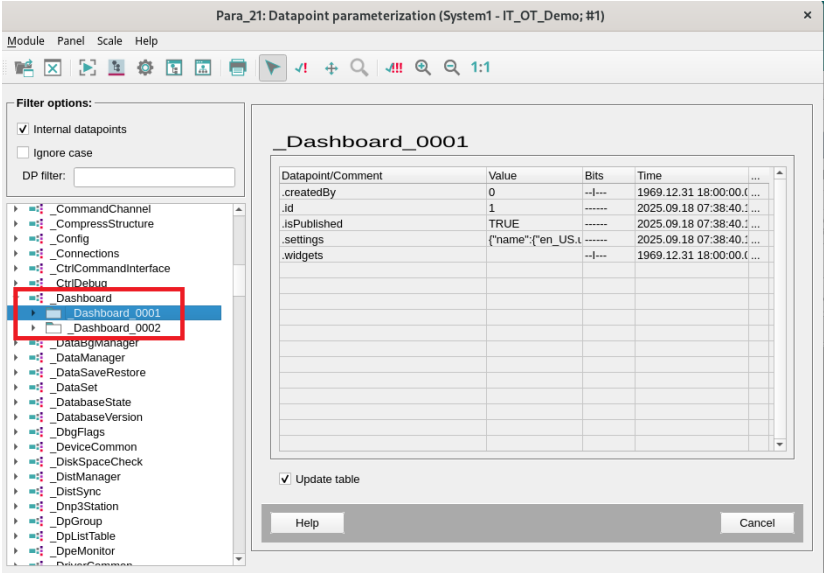 Para_21: Datapoint parameterization (System1 - IT_OT_Demo; #1)
Module Panel Scale Help
1:1
Filter options:
Internal datapoints
Ignore case
DP filter:
_CommandChannel
_CompressStructure
_Config
_Connections
_CtrlCommandInterface
_CtrlDebug
_Dashboard
_Dashboard_0001
_Dashboard_0002
_DataBgManager
_DataManager
_DataSaveRestore
_DataSet
_DatabaseState
_DatabaseVersion
_DbgFlags
_DeviceCommon
_DiskSpaceCheck
_DistManager
_DistSync
_Dnp3Station
_DpGroup
_DpListTable
_DpeMonitor
_DriverCommon
_Dashboard_0001
Datapoint/Comment Value Bits Time ...
.createdBy 0 --I--- 1969.12.31 18:00:00.( ...
.id 1 ------ 2025.09.18 07:38:40.1 ...
.isPublished TRUE ------ 2025.09.18 07:38:40.1 ...
.settings {"name":{"en_US.u ------ 2025.09.18 07:38:40.1 ...
.widgets --I--- 1969.12.31 18:00:00.( ...
Update table
Help Cancel